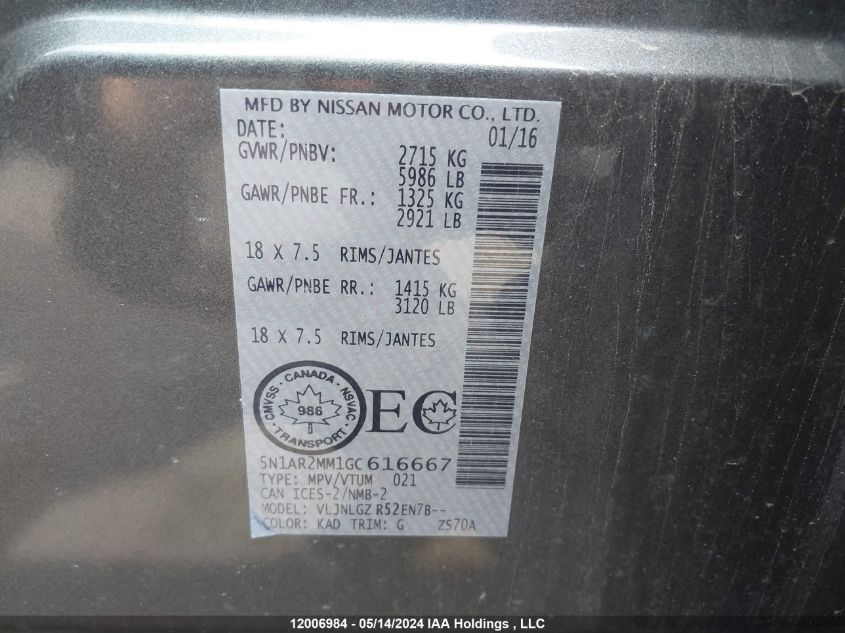 MFD BY NISSAN MOTOR CO., LTD.
DATE: 01/16
GVWR/PNBV: 2715 KG
5986 LB
GAWR/PNBE FR.: 1325 KG
2921 LB
18 X 7.5 RIMS/JANTES
GAWR/PNBE RR.: 1415 KG
3120 LB
18 X 7.5 RIMS/JANTES
CMVSS · CANADA · NSVAC · TRANSPORT ·
986
EC
5N1AR2MM1GC616667
TYPE: MPV/VTUM 021
CAN ICES-2/NMB-2
MODEL: VLJNLGZ R52EN7B--
COLOR: KAD TRIM: G ZS70A
12006984 - 05/14/2024 IAA Holdings , LLC